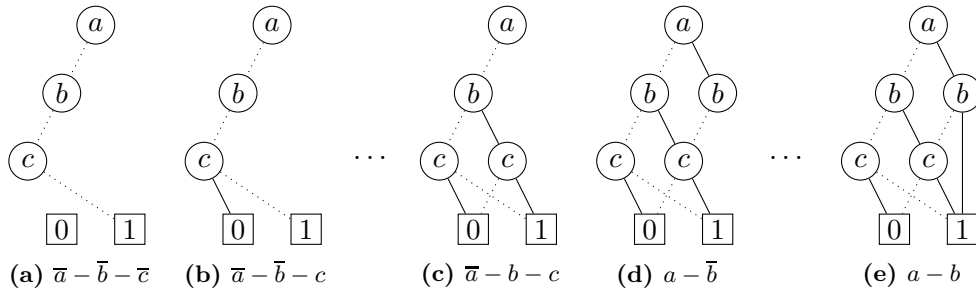 a a a a a
b b b b b b b
c c ··· c c c c ··· c c
0 1 0 1 0 1 0 1 0 1
(a) a̅ − b̅ − c̅ (b) a̅ − b̅ − c (c) a̅ − b − c (d) a − b̅ (e) a − b